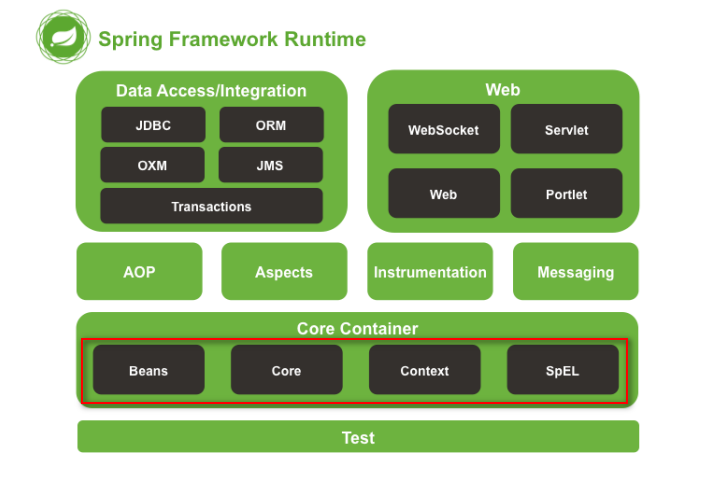 Spring Framework Runtime
Data Access/Integration
JDBC
ORM
OXM
JMS
Transactions
Web
WebSocket
Servlet
Web
Portlet
AOP
Aspects
Instrumentation
Messaging
Core Container
Beans
Core
Context
SpEL
Test